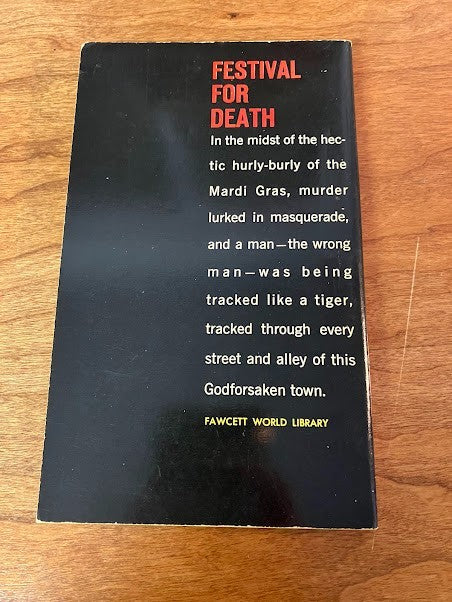 FESTIVAL
FOR
DEATH
In the midst of the hec-
tic hurly-burly of the
Mardi Gras, murder
lurked in masquerade,
and a man—the wrong
man—was being
tracked like a tiger,
tracked through every
street and alley of this
Godforsaken town.
FAWCETT WORLD LIBRARY